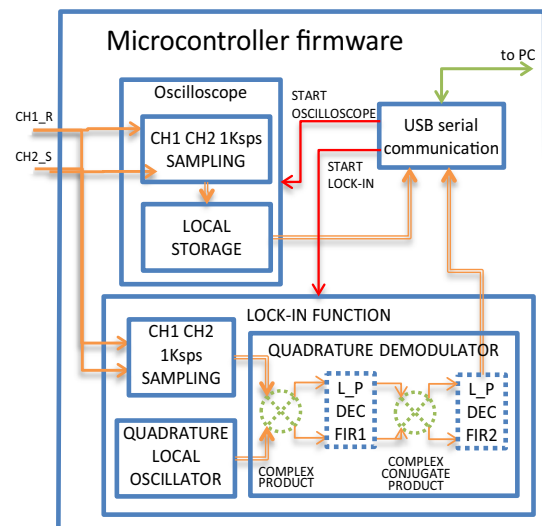 Microcontroller firmware
to PC
Oscilloscope
START
OSCILLOSCOPE
CH1_R
CH2_S
CH1 CH2 1Ksps
SAMPLING
USB serial
communication
START
LOCK-IN
LOCAL
STORAGE
LOCK-IN FUNCTION
CH1 CH2
1Ksps
SAMPLING
QUADRATURE DEMODULATOR
L_P
DEC
FIR1
L_P
DEC
FIR2
QUADRATURE
LOCAL
OSCILLATOR
COMPLEX
PRODUCT
COMPLEX
CONJUGATE
PRODUCT